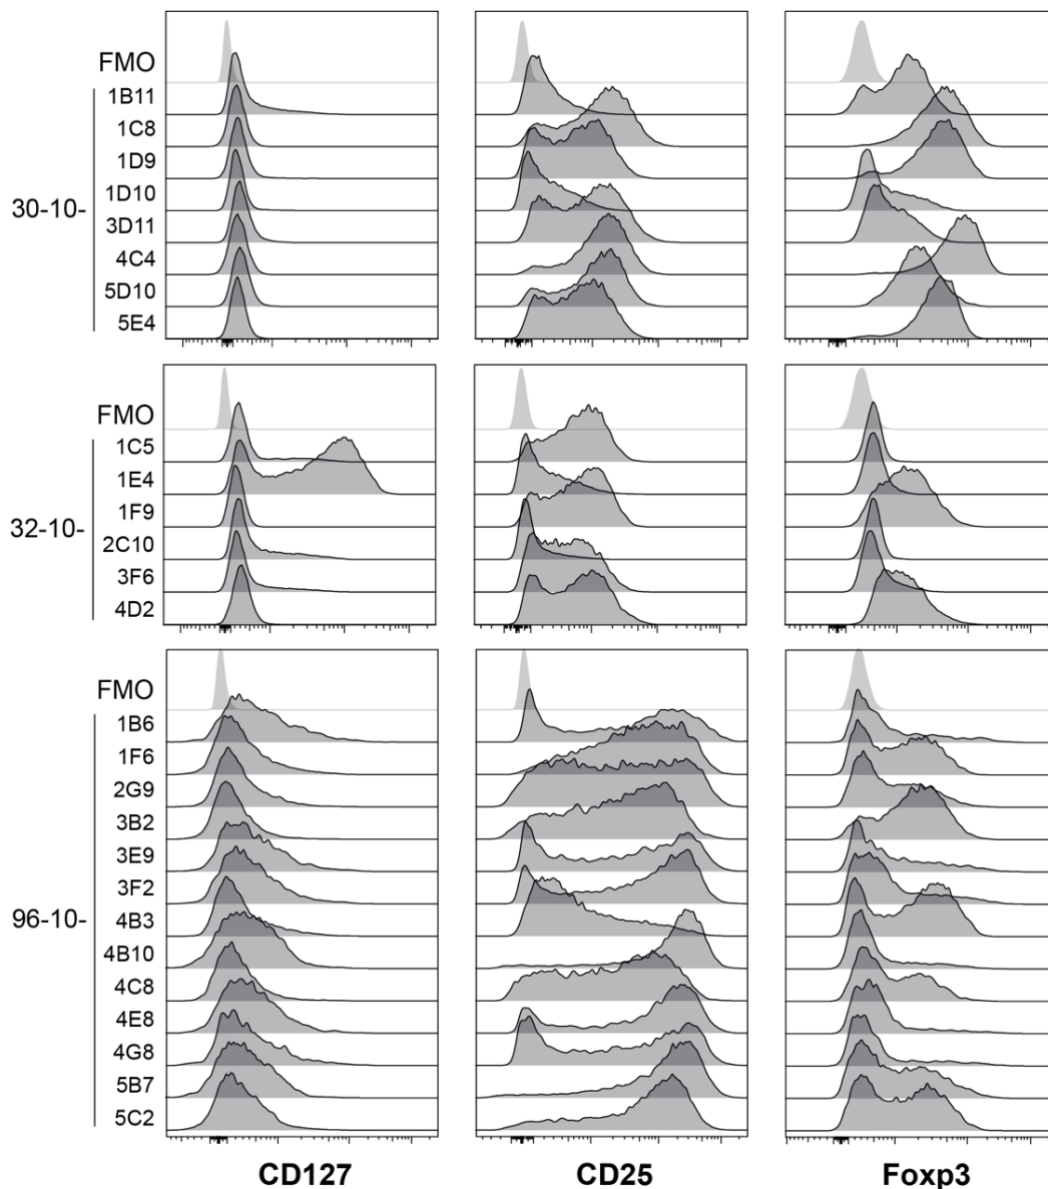 FMO
1B11
1C8
1D9
30-10-
1D10
3D11
4C4
5D10
5E4
FMO
1C5
1E4
32-10-
1F9
2C10
3F6
4D2
FMO
1B6
1F6
2G9
3B2
3E9
3F2
96-10-
4B3
4B10
4C8
4E8
4G8
5B7
5C2
CD127 CD25 Foxp3